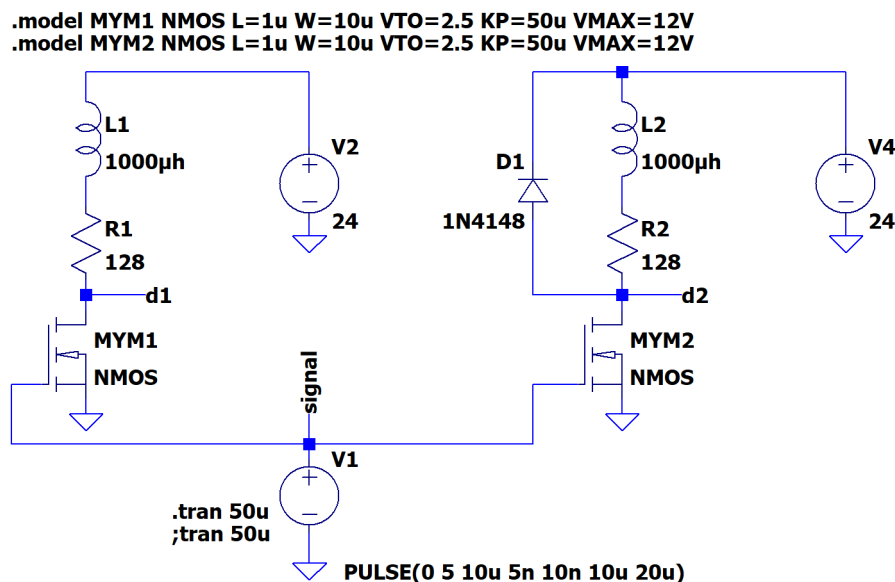 .model MYM1 NMOS L=1u W=10u VTO=2.5 KP=50u VMAX=12V
.model MYM2 NMOS L=1u W=10u VTO=2.5 KP=50u VMAX=12V
L1
1000µh
V2
+
-
24
R1
128
d1
MYM1
NMOS
D1
1N4148
L2
1000µh
V4
+
-
24
R2
128
d2
MYM2
NMOS
signal
V1
+
-
.tran 50u
;tran 50u
PULSE(0 5 10u 5n 10n 10u 20u)